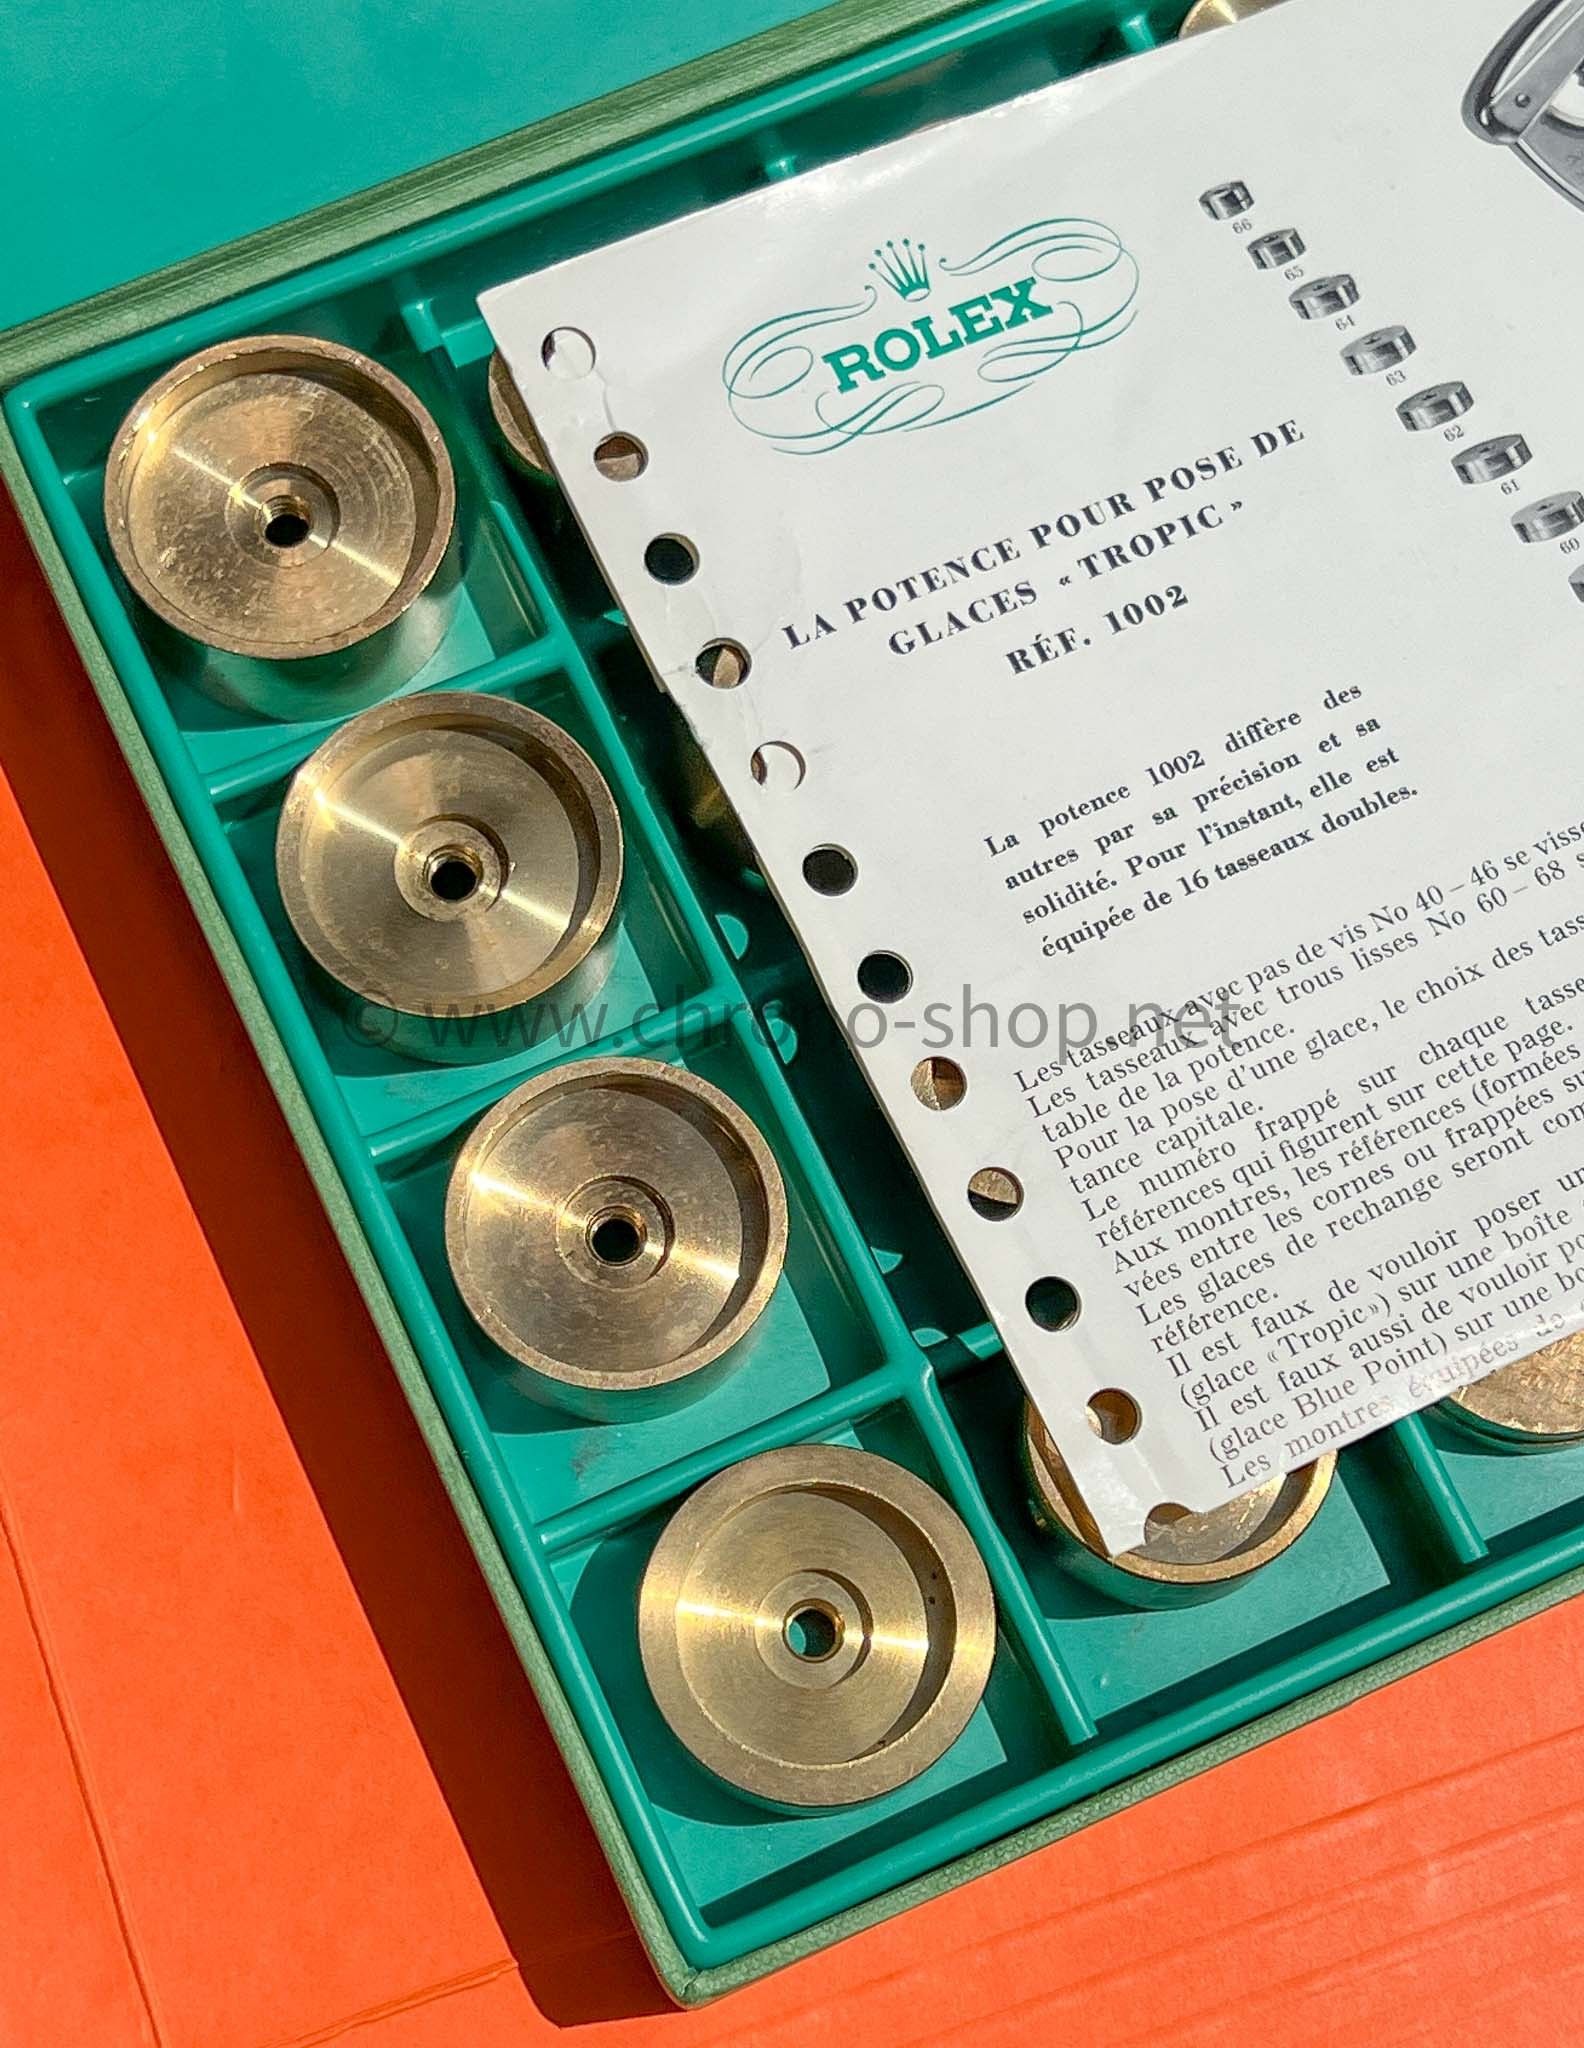 ROLEX
LA POTENCE POUR POSE DE
GLACES « TROPIC »
RÉF. 1002
66
65
64
63
62
61
60
La potence 1002 diffère des
autres par sa précision et sa
solidité. Pour l'instant, elle est
équipée de 16 tasseaux doubles.
Les tasseaux avec pas de vis No 40 – 46 se visse
Les tasseaux avec trous lisses No 60 – 68 s
table de la potence.
Pour la pose d'une glace, le choix des tass
tance capitale.
Le numéro frappé sur chaque tasse
références qui figurent sur cette page.
Aux montres, les références (formées
vées entre les cornes ou frappées su
Les glaces de rechange seront com
référence.
Il est faux de vouloir poser un
(glace « Tropic ») sur une boîte
Il est faux aussi de vouloir po
(glace Blue Point) sur une bo
Les montres équipées de
© www.chrono-shop.net